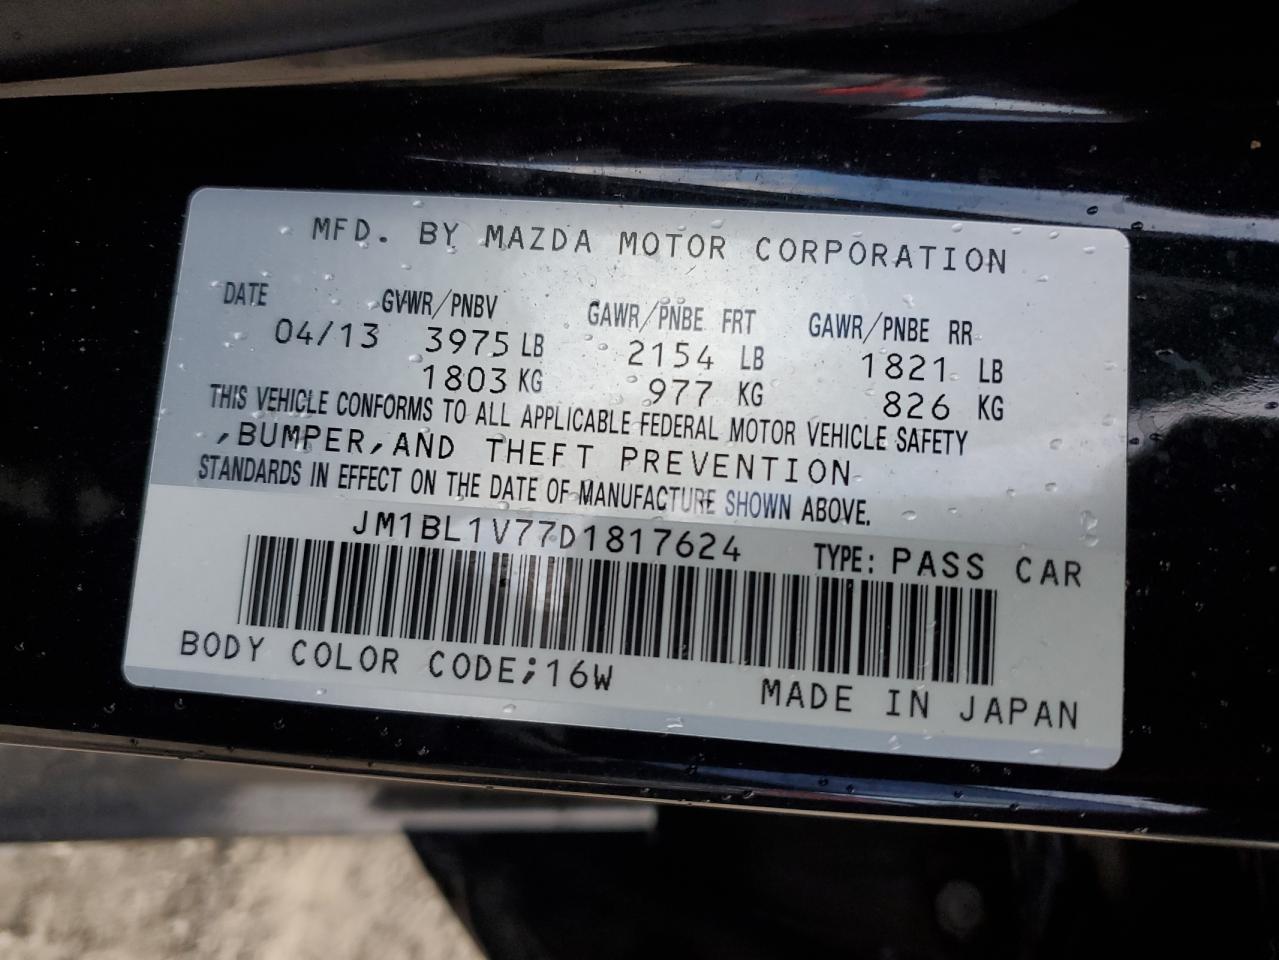 MFD. BY MAZDA MOTOR CORPORATION
DATE GVWR/PNBV GAWR/PNBE FRT GAWR/PNBE RR
04/13 3975 LB 2154 LB 1821 LB
1803 KG 977 KG 826 KG
THIS VEHICLE CONFORMS TO ALL APPLICABLE FEDERAL MOTOR VEHICLE SAFETY
,BUMPER,AND THEFT PREVENTION
STANDARDS IN EFFECT ON THE DATE OF MANUFACTURE SHOWN ABOVE.
JM1BL1V77D1817624 TYPE: PASS CAR
BODY COLOR CODE;16W
MADE IN JAPAN